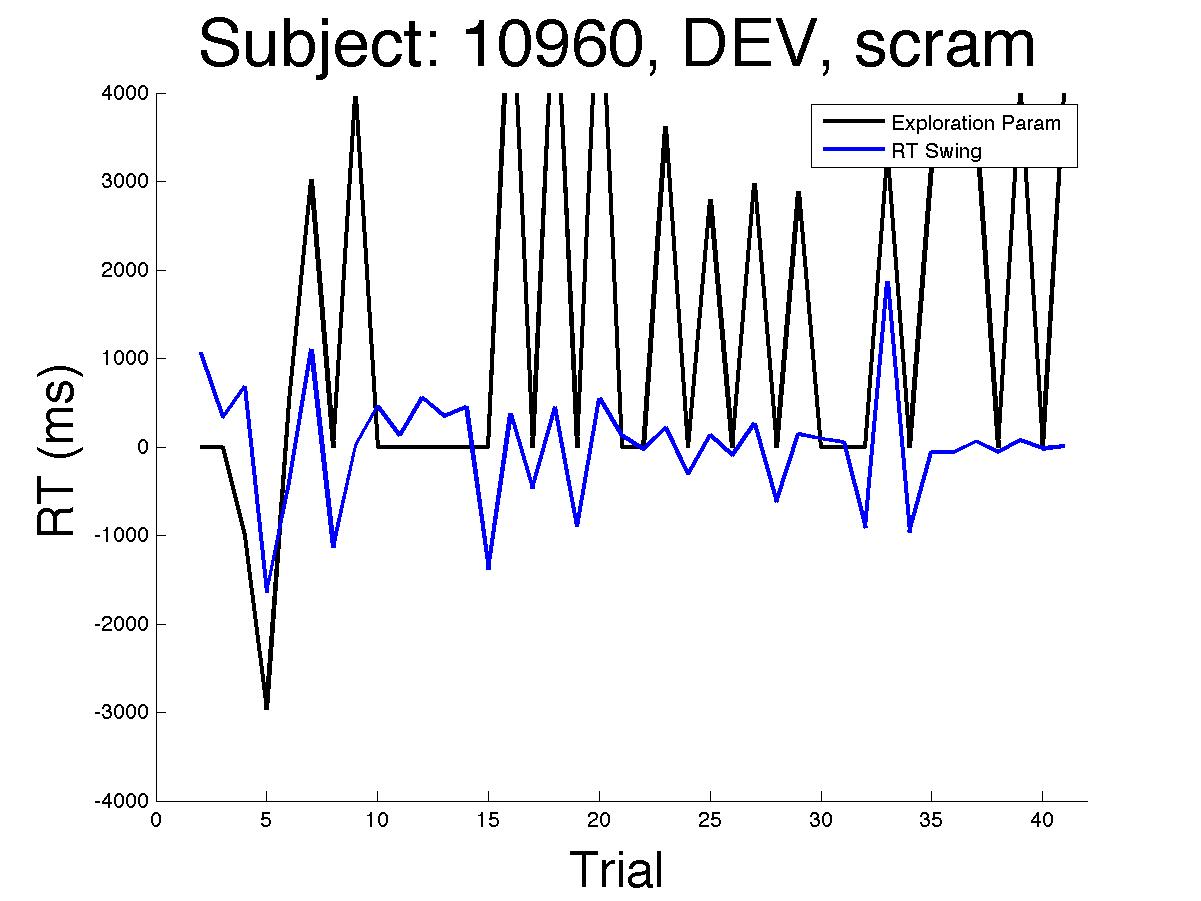 Subject: 10960, DEV, scram
4000
3000
2000
1000
0
-1000
-2000
-3000
-4000
RT (ms)
Exploration Param
RT Swing
0 5 10 15 20 25 30 35 40
Trial